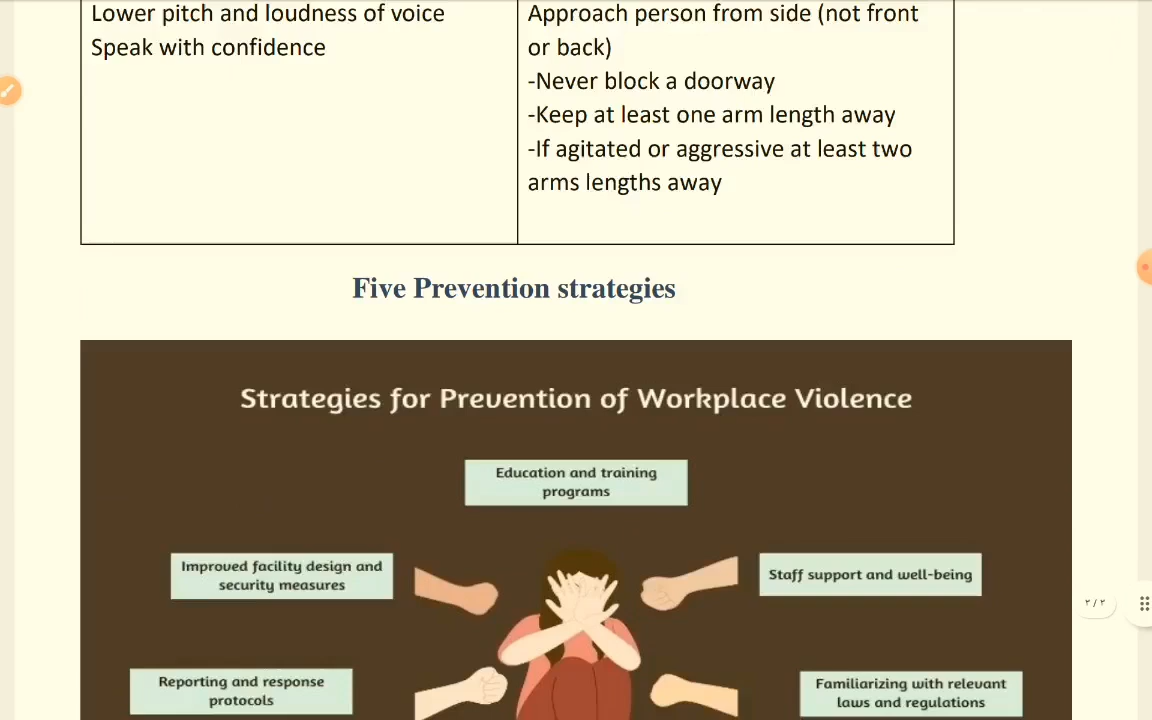 Lower pitch and loudness of voice
Speak with confidence
Approach person from side (not front
or back)
-Never block a doorway
-Keep at least one arm length away
-If agitated or aggressive at least two
arms lengths away
Five Prevention strategies
Strategies for Prevention of Workplace Violence
Education and training
programs
Improved facility design and
security measures
Staff support and well-being
Reporting and response
protocols
Familiarizing with relevant
laws and regulations
٢/٢